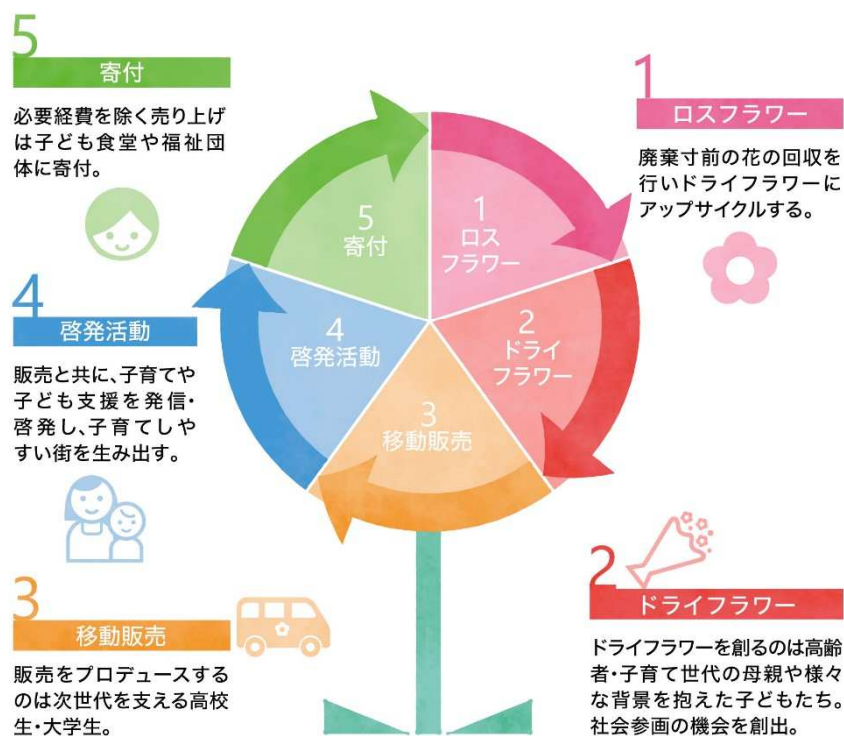 5
寄付
必要経費を除く売り上げ
は子ども食堂や福祉団
体に寄付。
1
ロスフラワー
廃棄寸前の花の回収を
行いドライフラワーに
アップサイクルする。
5
寄付
1
ロス
フラワー
4
啓発活動
2
ドライ
フラワー
3
移動販売
4
啓発活動
販売と共に、子育てや
子ども支援を発信・
啓発し、子育てしや
すい街を生み出す。
3
移動販売
販売をプロデュースする
のは次世代を支える高校
生・大学生。
2
ドライフラワー
ドライフラワーを創るのは高齢
者・子育て世代の母親や様々
な背景を抱えた子どもたち。
社会参画の機会を創出。